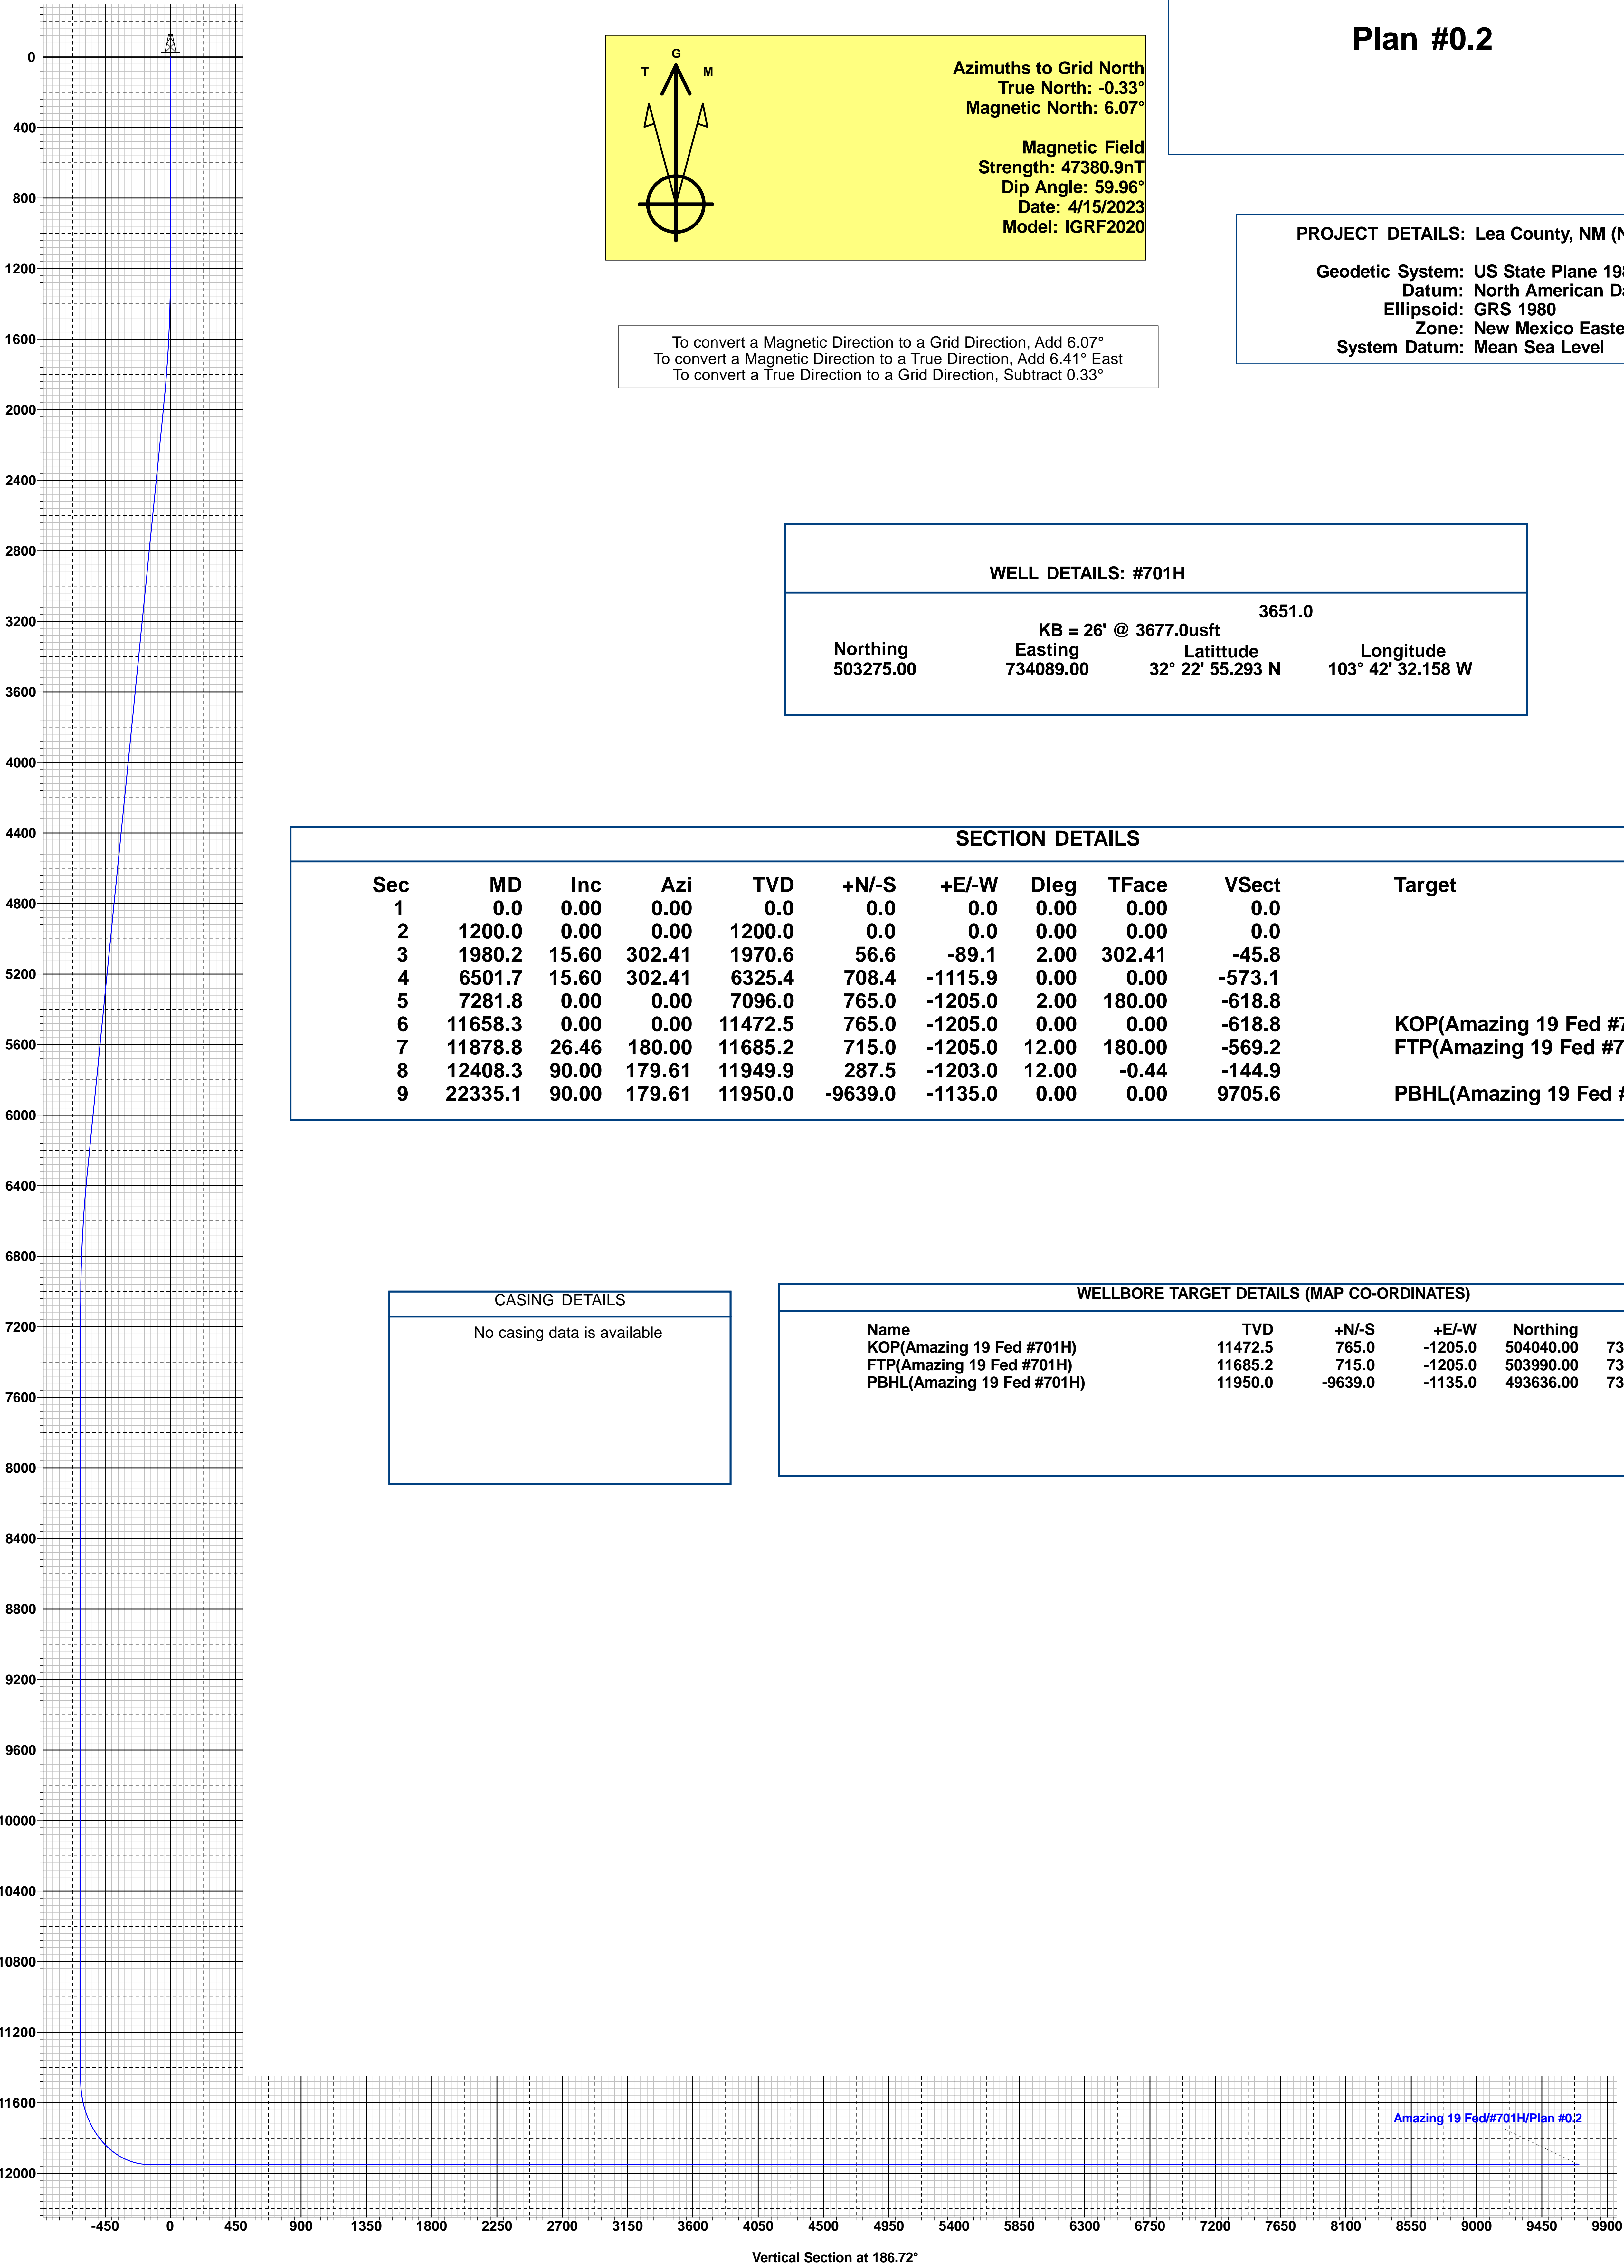 Plan #0.2
G
T M
Azimuths to Grid North
True North: -0.33°
Magnetic North: 6.07°
Magnetic Field
Strength: 47380.9nT
Dip Angle: 59.96°
Date: 4/15/2023
Model: IGRF2020
To convert a Magnetic Direction to a Grid Direction, Add 6.07°
To convert a Magnetic Direction to a True Direction, Add 6.41° East
To convert a True Direction to a Grid Direction, Subtract 0.33°
PROJECT DETAILS: Lea County, NM
Geodetic System: US State Plane
Datum: North American
Ellipsoid: GRS 1980
Zone: New Mexico
System Datum: Mean Sea Level
WELL DETAILS: #701H
3651.0
KB = 26' @ 3677.0usft
Northing Easting Latittude Longitude
503275.00 734089.00 32° 22' 55.293 N 103° 42' 32.158 W
SECTION DETAILS
Sec MD Inc Azi TVD +N/-S +E/-W Dleg TFace VSect Target
1 0.0 0.00 0.00 0.0 0.0 0.0 0.00 0.00 0.0
2 1200.0 0.00 0.00 1200.0 0.0 0.0 0.00 0.00 0.0
3 1980.2 15.60 302.41 1970.6 56.6 -89.1 2.00 302.41 -45.8
4 6501.7 15.60 302.41 6325.4 708.4 -1115.9 0.00 0.00 -573.1
5 7281.8 0.00 0.00 7096.0 765.0 -1205.0 2.00 180.00 -618.8
6 11658.3 0.00 0.00 11472.5 765.0 -1205.0 0.00 0.00 -618.8 KOP(Amazing 19 Fed
7 11878.8 26.46 180.00 11685.2 715.0 -1205.0 12.00 180.00 -569.2 FTP(Amazing 19 Fed
8 12408.3 90.00 179.61 11949.9 287.5 -1203.0 12.00 -0.44 -144.9
9 22335.1 90.00 179.61 11950.0 -9639.0 -1135.0 0.00 0.00 9705.6 PBHL(Amazing 19 Fed
CASING DETAILS
No casing data is available
WELLBORE TARGET DETAILS (MAP CO-ORDINATES)
Name TVD +N/-S +E/-W Northing
KOP(Amazing 19 Fed #701H) 11472.5 765.0 -1205.0 504040.00
FTP(Amazing 19 Fed #701H) 11685.2 715.0 -1205.0 503990.00
PBHL(Amazing 19 Fed #701H) 11950.0 -9639.0 -1135.0 493636.00
0
400
800
1200
1600
2000
2400
2800
3200
3600
4000
4400
4800
5200
5600
6000
6400
6800
7200
7600
8000
8400
8800
9200
9600
10000
10400
10800
11200
11600
12000
Amazing 19 Fed/#701H/Plan #0.2
-450 0 450 900 1350 1800 2250 2700 3150 3600 4050 4500 4950 5400 5850 6300 6750 7200 7650 8100 8550 9000 9450 9900
Vertical Section at 186.72°